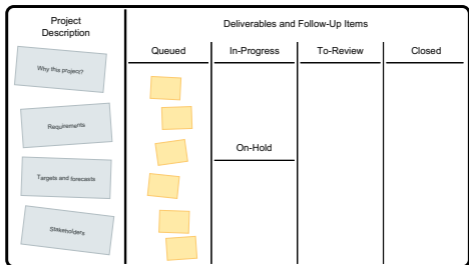 Project
Description
Deliverables and Follow-Up Items
Queued
In-Progress
To-Review
Closed
Why this project?
Requirements
On-Hold
Targets and forecasts
Stakeholders